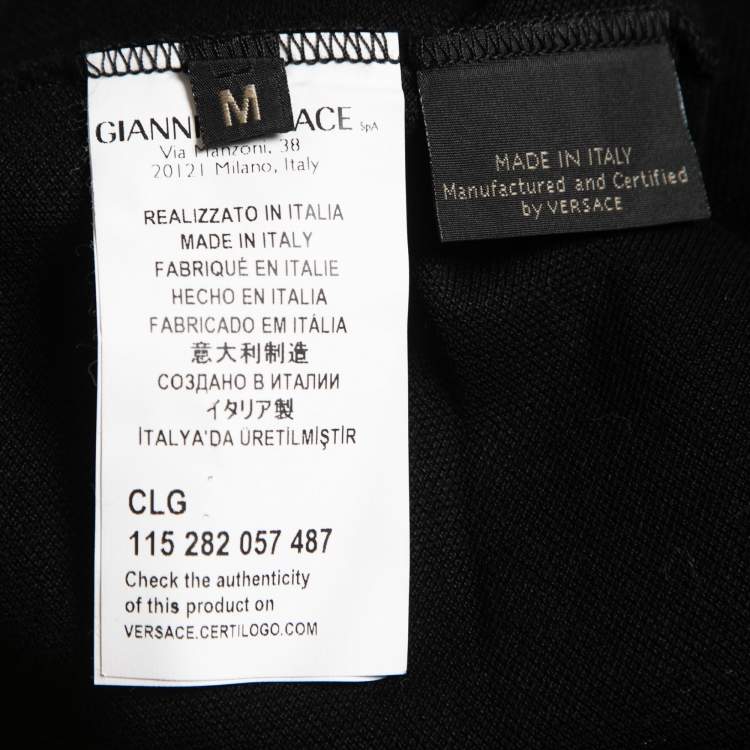 M
GIANNI ACE SpA
Via Manzoni, 38
20121 Milano, Italy
REALIZZATO IN ITALIA
MADE IN ITALY
FABRIQUÉ EN ITALIE
HECHO EN ITALIA
FABRICADO EM ITÁLIA
意大利制造
СОЗДАНО В ИТАЛИИ
イタリア製
İTALYA'DA ÜRETİLMİŞTİR
CLG
115 282 057 487
Check the authenticity
of this product on
VERSACE.CERTILOGO.COM
MADE IN ITALY
Manufactured and Certified
by VERSACE